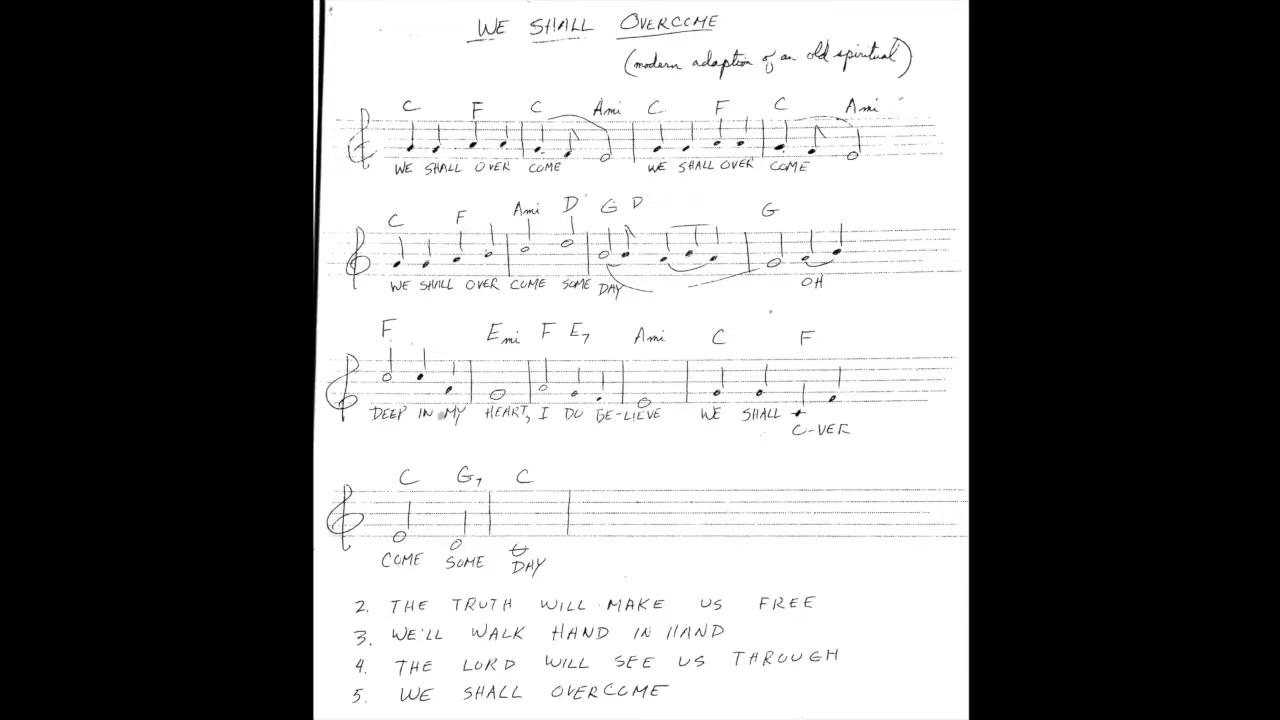 WE SHALL OVERCOME
(modern adaption of an old spiritual)
C F C Ami C F C Ami
WE SHALL OVER COME WE SHALL OVER COME
C F Ami D G D G
WE SHALL OVER COME SOME DAY OH
F Emi F E7 Ami C F
DEEP IN MY HEART, I DO BE-LIEVE WE SHALL
O-VER
C G7 C
COME SOME DAY
2. THE TRUTH WILL MAKE US FREE
3. WE'LL WALK HAND IN HAND
4. THE LORD WILL SEE US THROUGH
5. WE SHALL OVERCOME